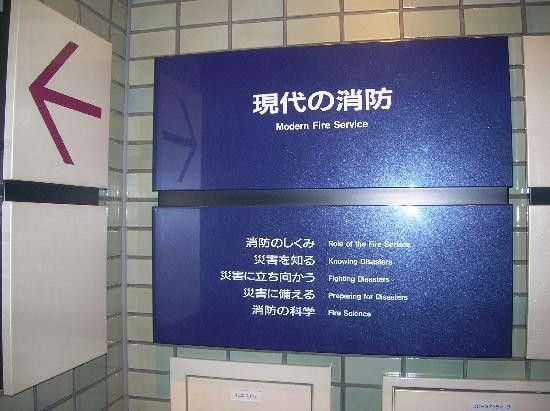 現代の消防
Modern Fire Service
消防のしくみ Role of the Fire Service
災害を知る Knowing Disasters
災害に立ち向かう Fighting Disasters
災害に備える Preparing for Disasters
消防の科学 Fire Science